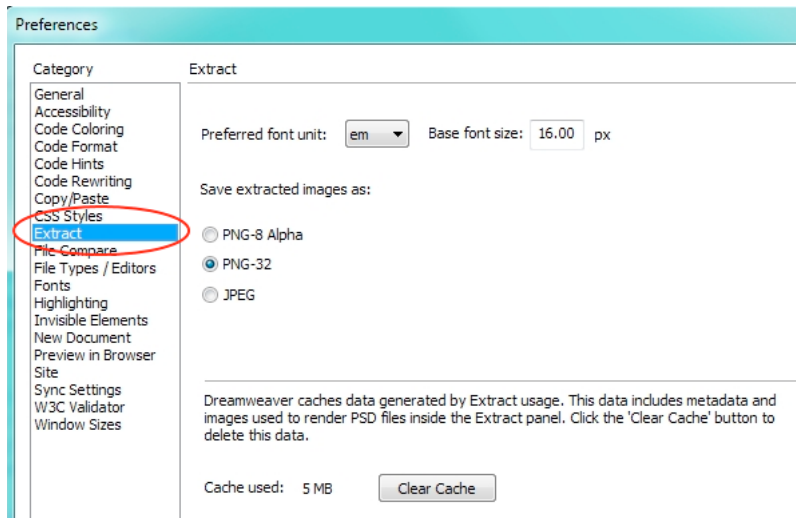 Preferences
Category
General
Accessibility
Code Coloring
Code Format
Code Hints
Code Rewriting
Copy/Paste
CSS Styles
Extract
File Compare
File Types / Editors
Fonts
Highlighting
Invisible Elements
New Document
Preview in Browser
Site
Sync Settings
W3C Validator
Window Sizes
Extract
Preferred font unit: em Base font size: 16.00 px
Save extracted images as:
PNG-8 Alpha
PNG-32
JPEG
Dreamweaver caches data generated by Extract usage. This data includes metadata and
images used to render PSD files inside the Extract panel. Click the 'Clear Cache' button to
delete this data.
Cache used: 5 MB Clear Cache